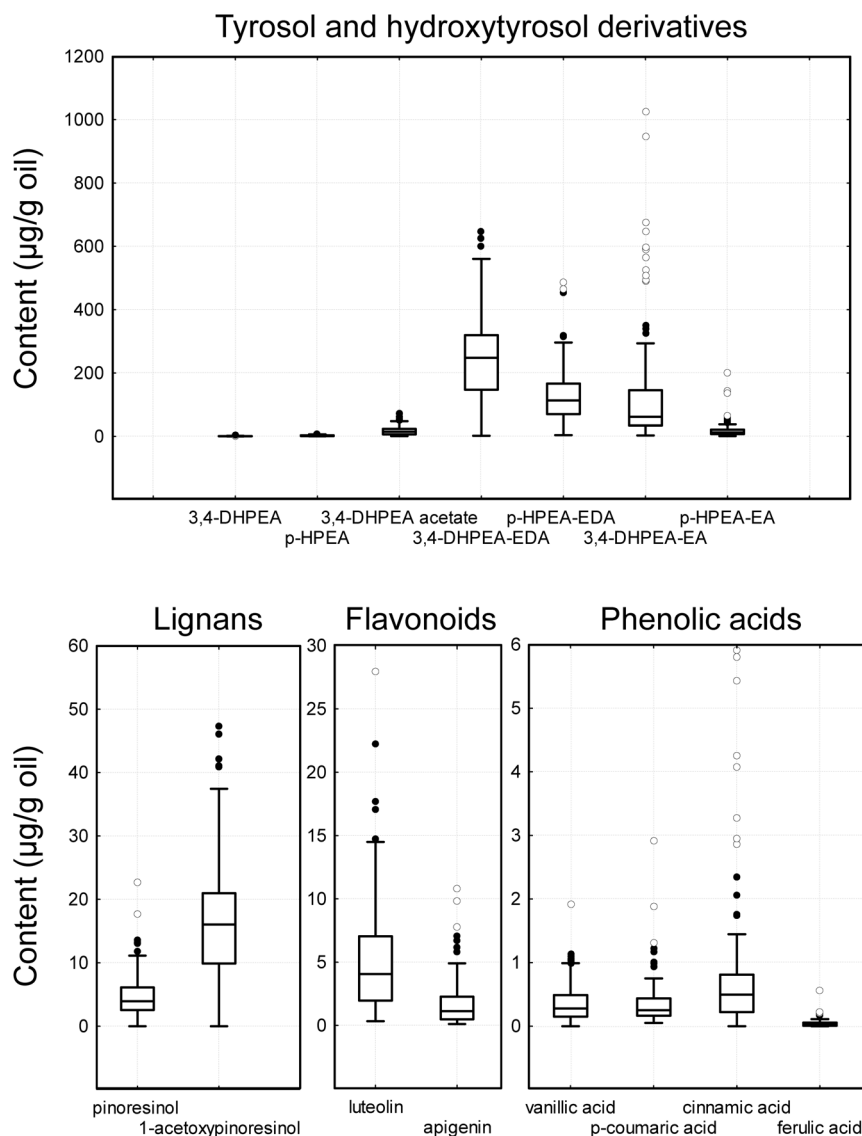 Tyrosol and hydroxytyrosol derivatives
1200
1000
800
600
400
200
0
Content (µg/g oil)
3,4-DHPEA 3,4-DHPEA acetate p-HPEA-EDA p-HPEA-EA
p-HPEA 3,4-DHPEA-EDA 3,4-DHPEA-EA
Lignans Flavonoids Phenolic acids
60
50
40
30
20
10
0
Content (µg/g oil)
30
25
20
15
10
5
0
5
6
5
4
3
2
1
0
pinoresinol
1-acetoxypinoresinol
luteolin
apigenin
vanillic acid cinnamic acid
p-coumaric acid ferulic acid